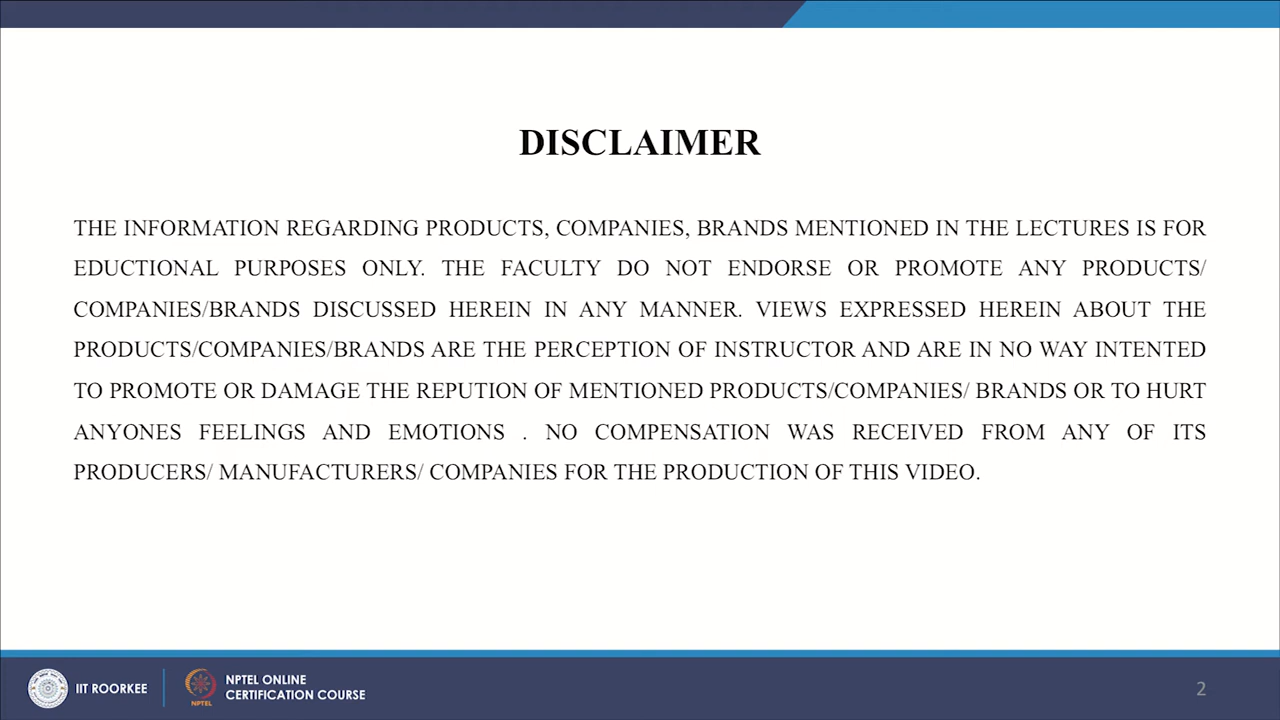 DISCLAIMER
THE INFORMATION REGARDING PRODUCTS, COMPANIES, BRANDS MENTIONED IN THE LECTURES IS FOR
EDUCTIONAL PURPOSES ONLY. THE FACULTY DO NOT ENDORSE OR PROMOTE ANY PRODUCTS/
COMPANIES/BRANDS DISCUSSED HEREIN IN ANY MANNER. VIEWS EXPRESSED HEREIN ABOUT THE
PRODUCTS/COMPANIES/BRANDS ARE THE PERCEPTION OF INSTRUCTOR AND ARE IN NO WAY INTENTED
TO PROMOTE OR DAMAGE THE REPUTION OF MENTIONED PRODUCTS/COMPANIES/ BRANDS OR TO HURT
ANYONES FEELINGS AND EMOTIONS . NO COMPENSATION WAS RECEIVED FROM ANY OF ITS
PRODUCERS/ MANUFACTURERS/ COMPANIES FOR THE PRODUCTION OF THIS VIDEO.
IIT ROORKEE
NPTEL
NPTEL ONLINE
CERTIFICATION COURSE
2